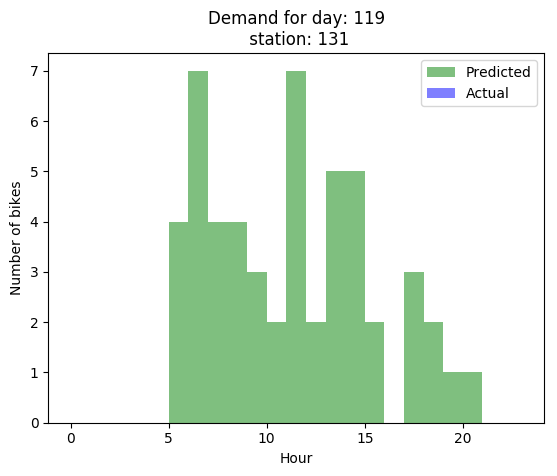 Demand for day: 119
station: 131
Predicted
Actual
Number of bikes
7
6
5
4
3
2
1
0
0 5 10 15 20
Hour